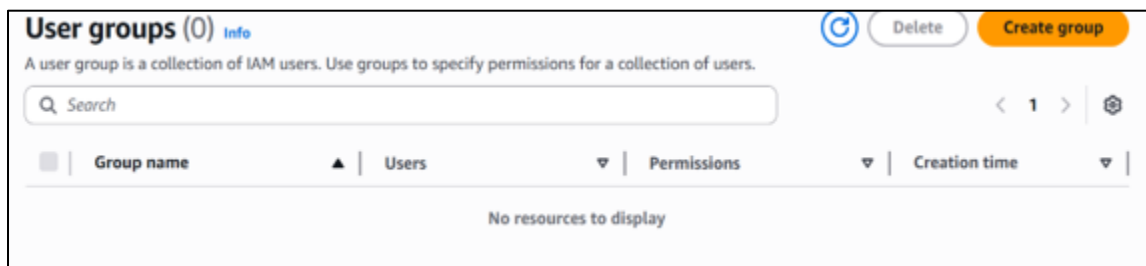 User groups (0) Info
Delete
Create group
A user group is a collection of IAM users. Use groups to specify permissions for a collection of users.
Search
1
Group name Users Permissions Creation time
No resources to display